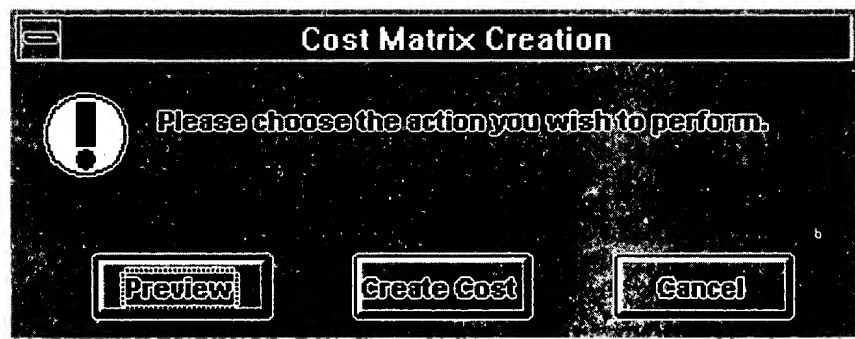 Cost Matrix Creation
Please choose the action you wish to perform.
Preview
Create Cost
Cancel